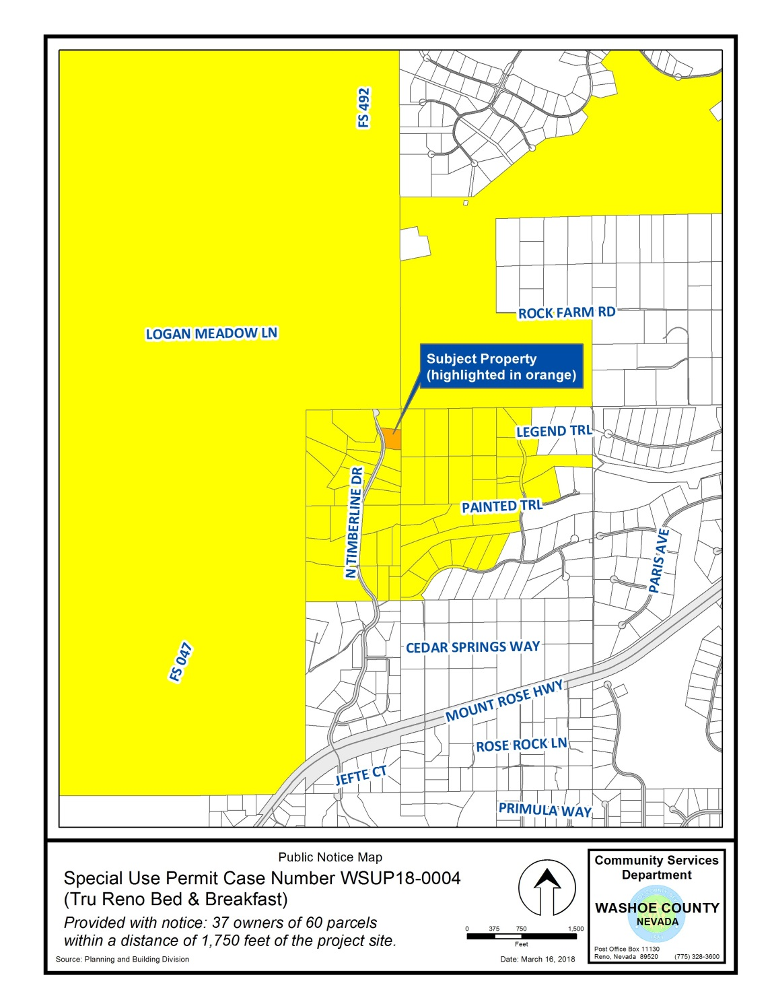 FS 492
ROCK FARM RD
LOGAN MEADOW LN
Subject Property
(highlighted in orange)
LEGEND TRL
N TIMBERLINE DR
PAINTED TRL
PARIS AVE
CEDAR SPRINGS WAY
FS 047
MOUNT ROSE HWY
ROSE ROCK LN
JEFTE CT
PRIMULA WAY
Public Notice Map
Special Use Permit Case Number WSUP18-0004
(Tru Reno Bed & Breakfast)
Provided with notice: 37 owners of 60 parcels
within a distance of 1,750 feet of the project site.
Source: Planning and Building Division
0 375 750 1,500
Feet
Date: March 16, 2018
Community Services
Department
WASHOE COUNTY
NEVADA
1861
Post Office Box 11130
Reno, Nevada 89520 (775) 328-3600